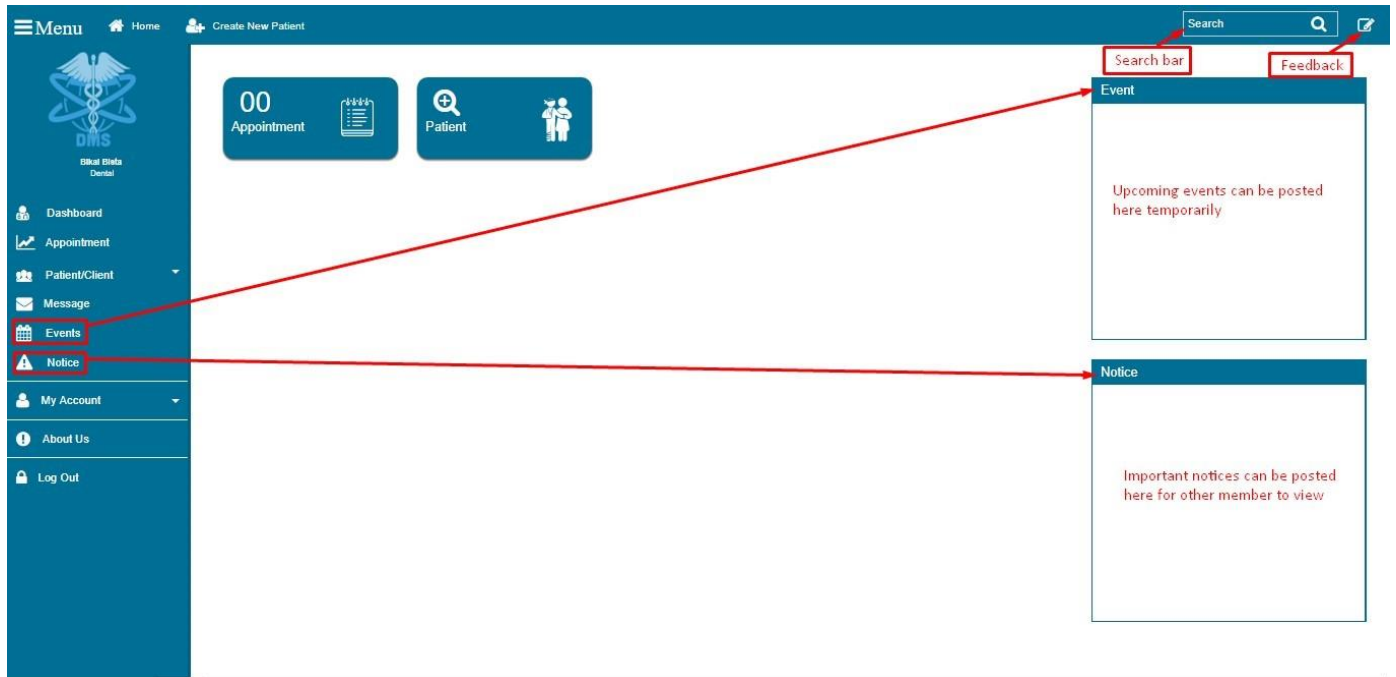 Menu
Home
Create New Patient
Search
Search bar
Feedback
DMS
Bikal Bista
Dental
Dashboard
Appointment
Patient/Client
Message
Events
Notice
My Account
About Us
Log Out
00
Appointment
Patient
Event
Upcoming events can be posted
here temporarily
Notice
Important notices can be posted
here for other member to view